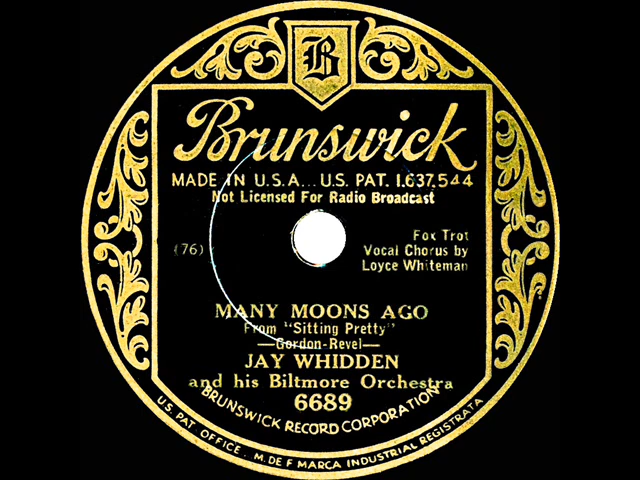 B
Brunswick
MADE IN U.S.A... U.S. PAT. 1.637.544
Not Licensed For Radio Broadcast
Fox Trot
(76)
Vocal Chorus by
Loyce Whiteman
MANY MOONS AGO
From "Sitting Pretty"
—Gordon-Revel—
JAY WHIDDEN
and his Biltmore Orchestra
6689
BRUNSWICK RECORD CORPORATION
U.S. PAT. OFFICE. M. DE F MARCA INDUSTRIAL REGISTRATA